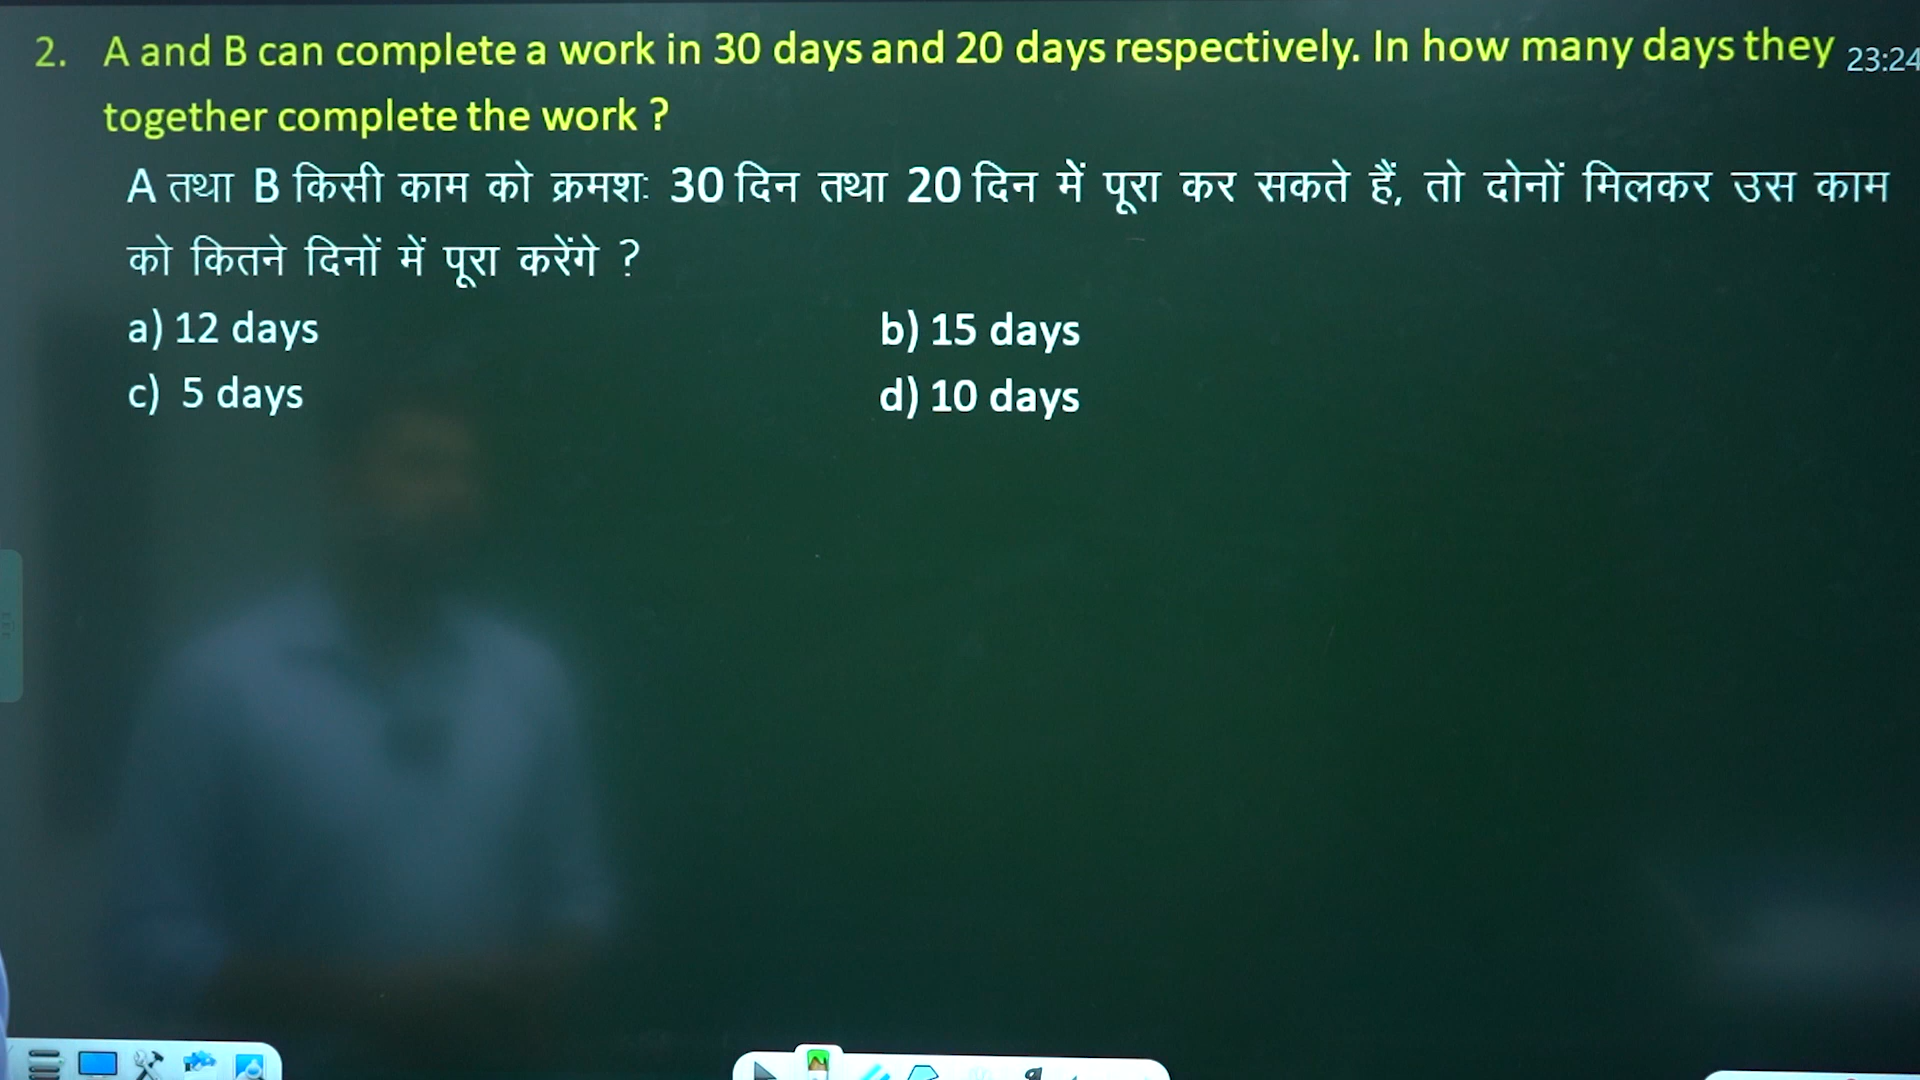 2. A and B can complete a work in 30 days and 20 days respectively. In how many days they 23:24
together complete the work ?
A तथा B किसी काम को क्रमशः 30 दिन तथा 20 दिन में पूरा कर सकते हैं, तो दोनों मिलकर उस काम
को कितने दिनों में पूरा करेंगे ?
a) 12 days b) 15 days
c) 5 days d) 10 days